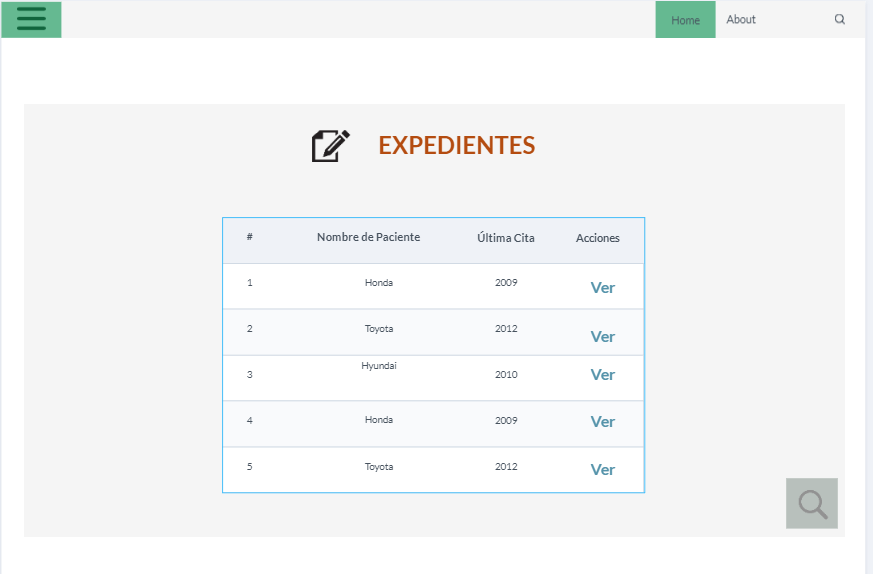 Home About
EXPEDIENTES
# Nombre de Paciente Última Cita Acciones
1 Honda 2009 Ver
2 Toyota 2012 Ver
3 Hyundai 2010 Ver
4 Honda 2009 Ver
5 Toyota 2012 Ver